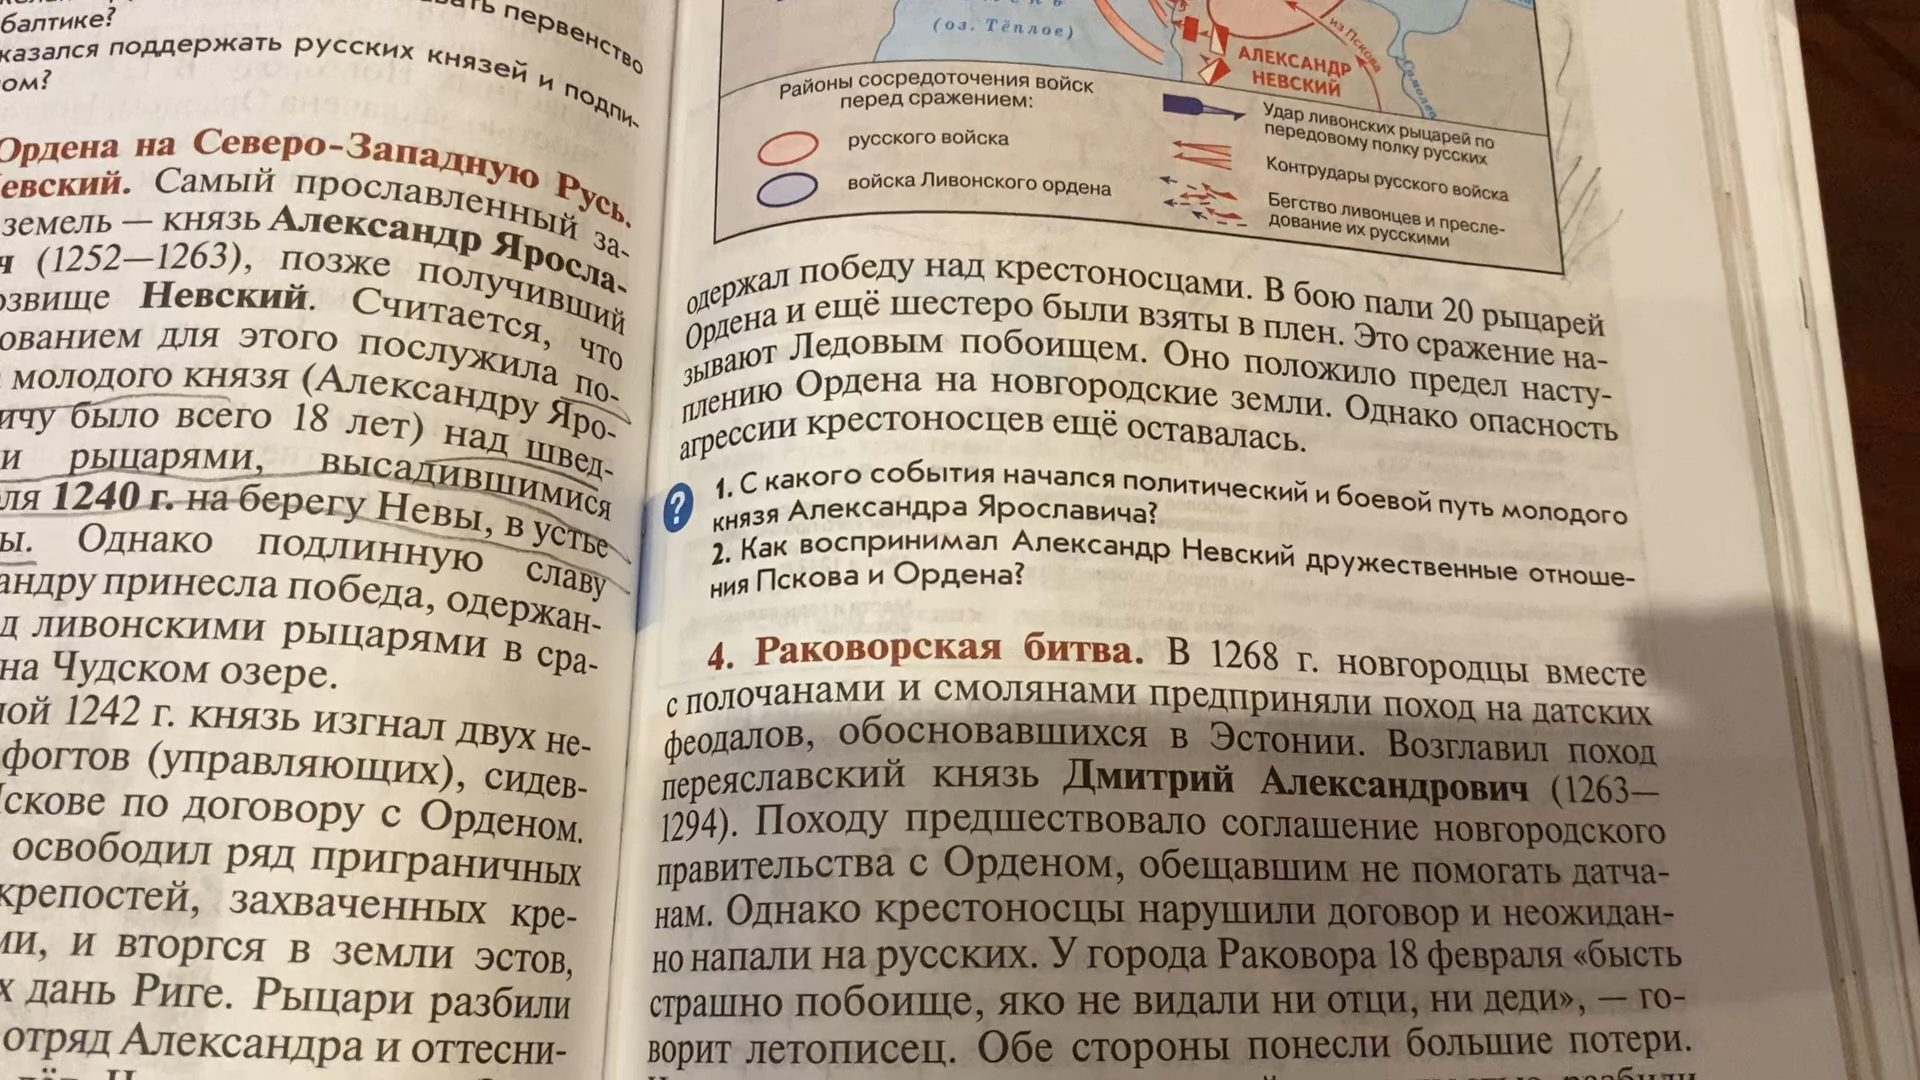 первенство
балтике?
казался поддержать русских князей и подпи-
ом?
Ордена на Северо-Западную Русь.
евский. Самый прославленный за-
земель — князь Александр Яросла-
ч (1252—1263), позже получивший
озвище Невский. Считается, что
ованием для этого послужила по-
молодого князя (Александру Яро-
ичу было всего 18 лет) над швед-
и рыцарями, высадившимися
ля 1240 г. на берегу Невы, в устье
ы. Однако подлинную славу
андру принесла победа, одержан-
д ливонскими рыцарями в сра-
на Чудском озере.
ой 1242 г. князь изгнал двух не-
фогтов (управляющих), сидев-
скове по договору с Орденом.
освободил ряд приграничных
крепостей, захваченных кре-
ми, и вторгся в земли эстов,
х дань Риге. Рыцари разбили
отряд Александра и оттесни-
(оз. Тёплое)
из Пскова
АЛЕКСАНДР
НЕВСКИЙ
Районы сосредоточения войск
перед сражением:
русского войска
войска Ливонского ордена
Удар ливонских рыцарей по
передовому полку русских
Контрудары русского войска
Бегство ливонцев и пресле-
дование их русскими
одержал победу над крестоносцами. В бою пали 20 рыцарей
Ордена и ещё шестеро были взяты в плен. Это сражение на-
зывают Ледовым побоищем. Оно положило предел насту-
плению Ордена на новгородские земли. Однако опасность
агрессии крестоносцев ещё оставалась.
?
1. С какого события начался политический и боевой путь молодого
князя Александра Ярославича?
2. Как воспринимал Александр Невский дружественные отноше-
ния Пскова и Ордена?
4. Раковорская битва. В 1268 г. новгородцы вместе
с полочанами и смолянами предприняли поход на датских
феодалов, обосновавшихся в Эстонии. Возглавил поход
переяславский князь Дмитрий Александрович (1263—
1294). Походу предшествовало соглашение новгородского
правительства с Орденом, обещавшим не помогать датча-
нам. Однако крестоносцы нарушили договор и неожидан-
но напали на русских. У города Раковора 18 февраля «бысть
страшно побоище, яко не видали ни отци, ни деди», — го-
ворит летописец. Обе стороны понесли большие потери.